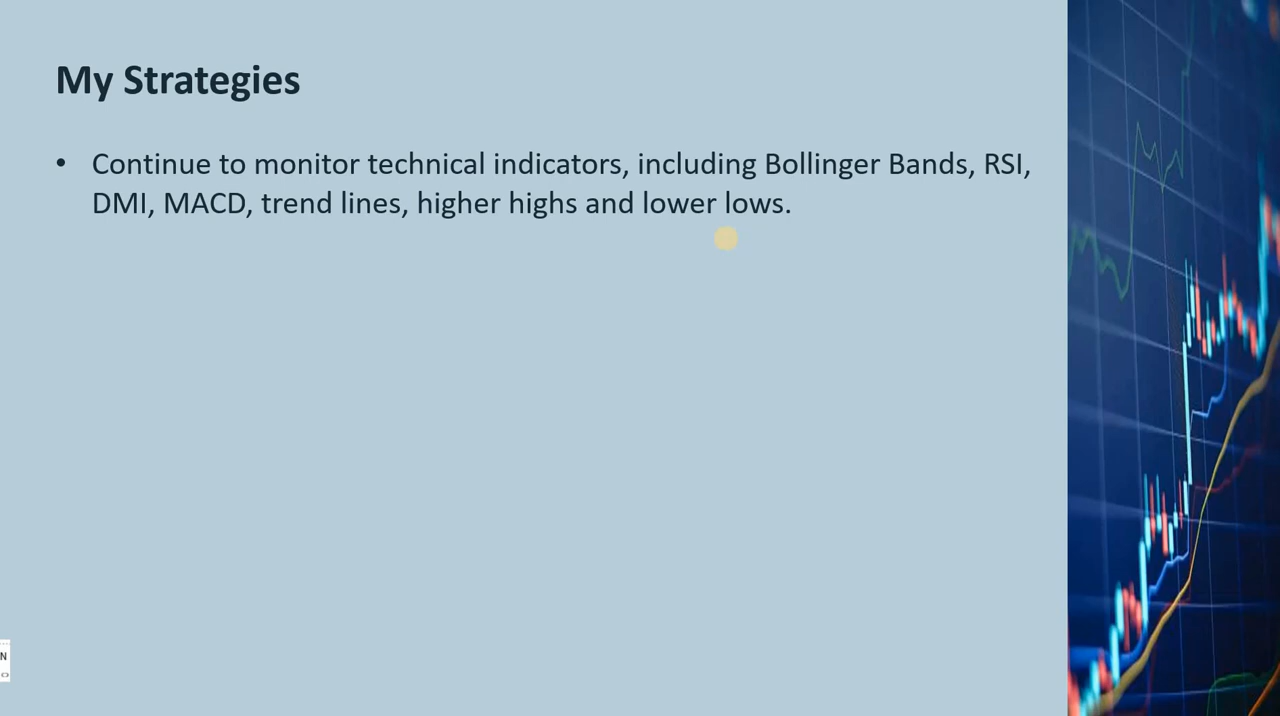 My Strategies
• Continue to monitor technical indicators, including Bollinger Bands, RSI,
DMI, MACD, trend lines, higher highs and lower lows.
N